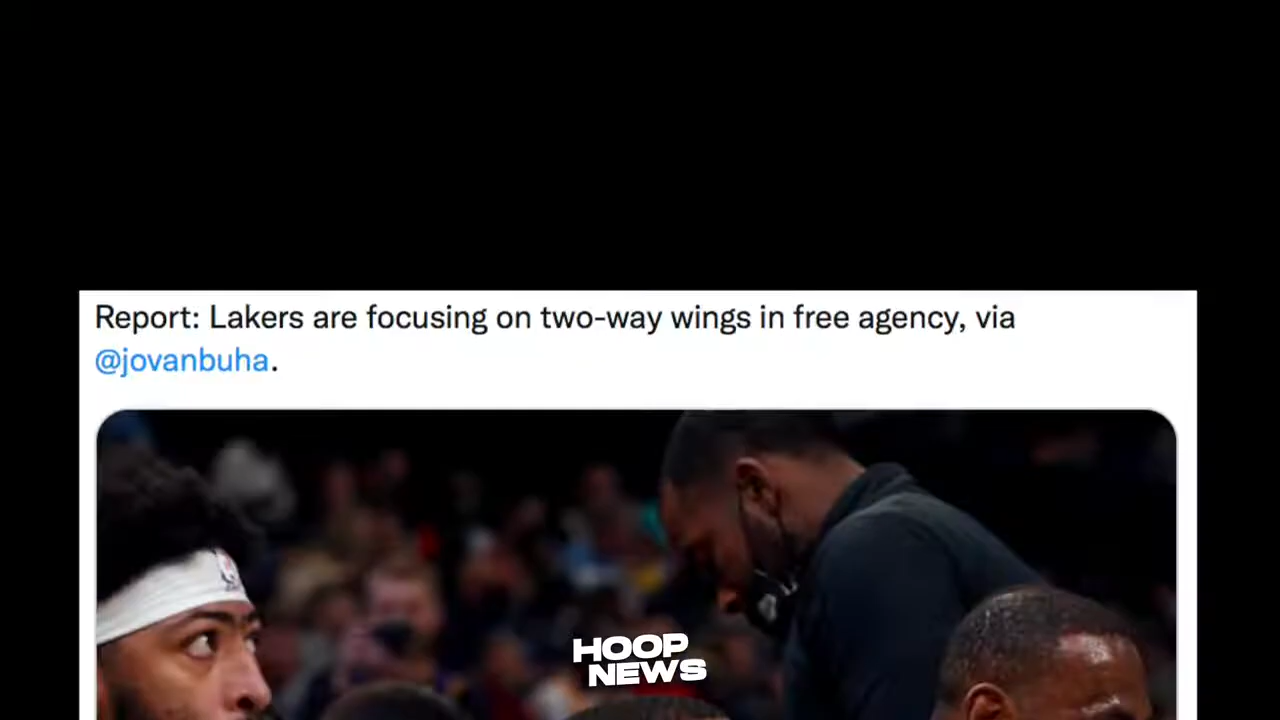 Report: Lakers are focusing on two-way wings in free agency, via
@jovanbuha.
HOOP
NEWS